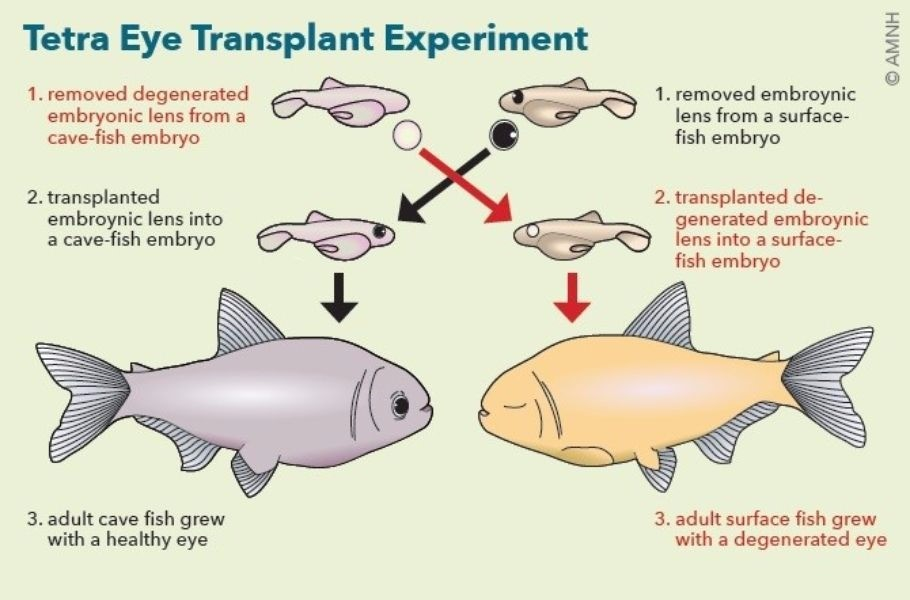 Tetra Eye Transplant Experiment
© AMNH
1. removed degenerated
embryonic lens from a
cave-fish embryo
1. removed embroynic
lens from a surface-
fish embryo
2. transplanted
embroynic lens into
a cave-fish embryo
2. transplanted de-
generated embroynic
lens into a surface-
fish embryo
3. adult cave fish grew
with a healthy eye
3. adult surface fish grew
with a degenerated eye